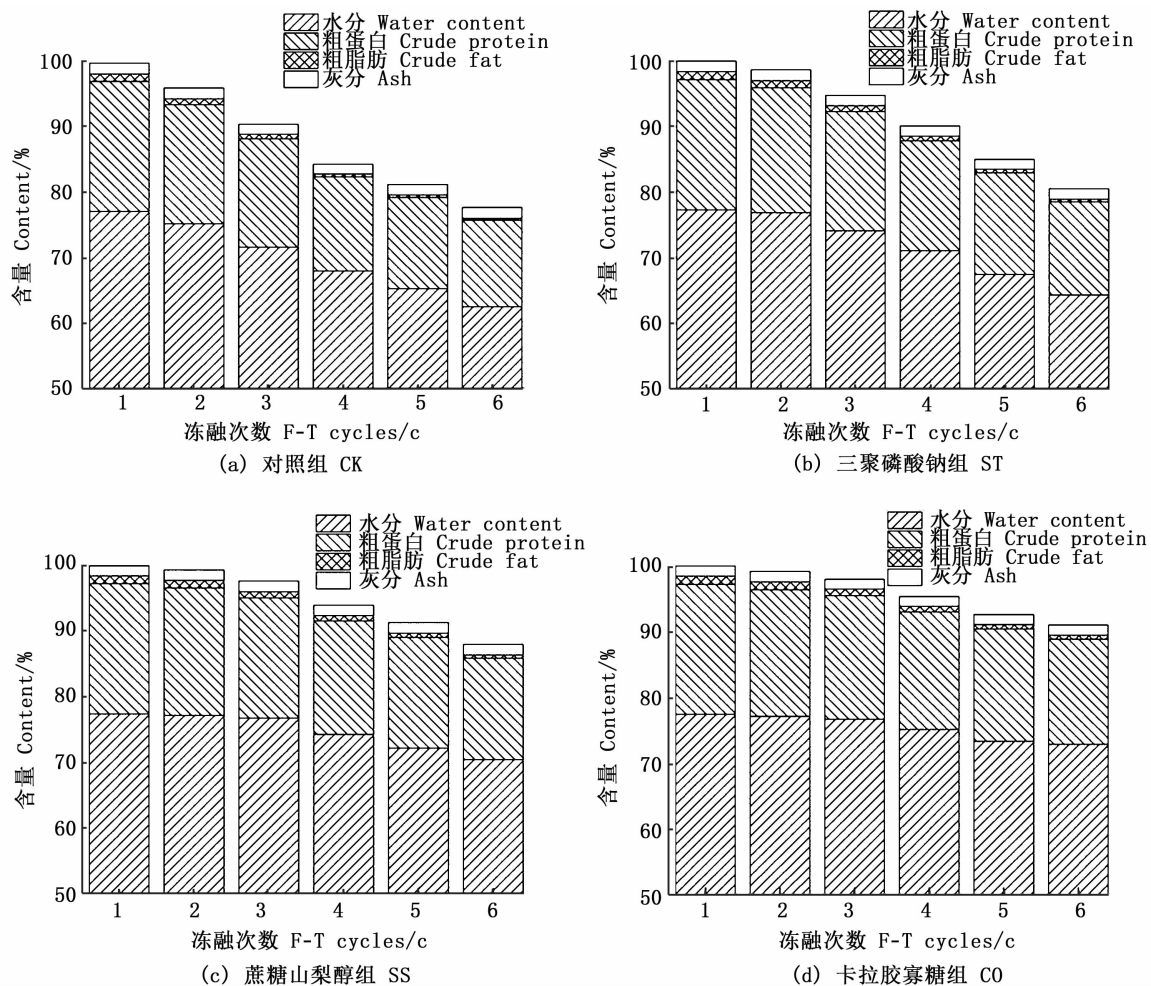 水分 Water content
粗蛋白 Crude protein
粗脂肪 Crude fat
灰分 Ash
100
90
80
70
60
50
含量 Content/%
1 2 3 4 5 6
冻融次数 F-T cycles/c
(a) 对照组 CK
水分 Water content
粗蛋白 Crude protein
粗脂肪 Crude fat
灰分 Ash
100
90
80
70
60
50
含量 Content/%
1 2 3 4 5 6
冻融次数 F-T cycles/c
(b) 三聚磷酸钠组 ST
水分 Water content
粗蛋白 Crude protein
粗脂肪 Crude fat
灰分 Ash
100
90
80
70
60
50
含量 Content/%
1 2 3 4 5 6
冻融次数 F-T cycles/c
(c) 蔗糖山梨醇组 SS
水分 Water content
粗蛋白 Crude protein
粗脂肪 Crude fat
灰分 Ash
100
90
80
70
60
50
含量 Content/%
1 2 3 4 5 6
冻融次数 F-T cycles/c
(d) 卡拉胶寡糖组 CO